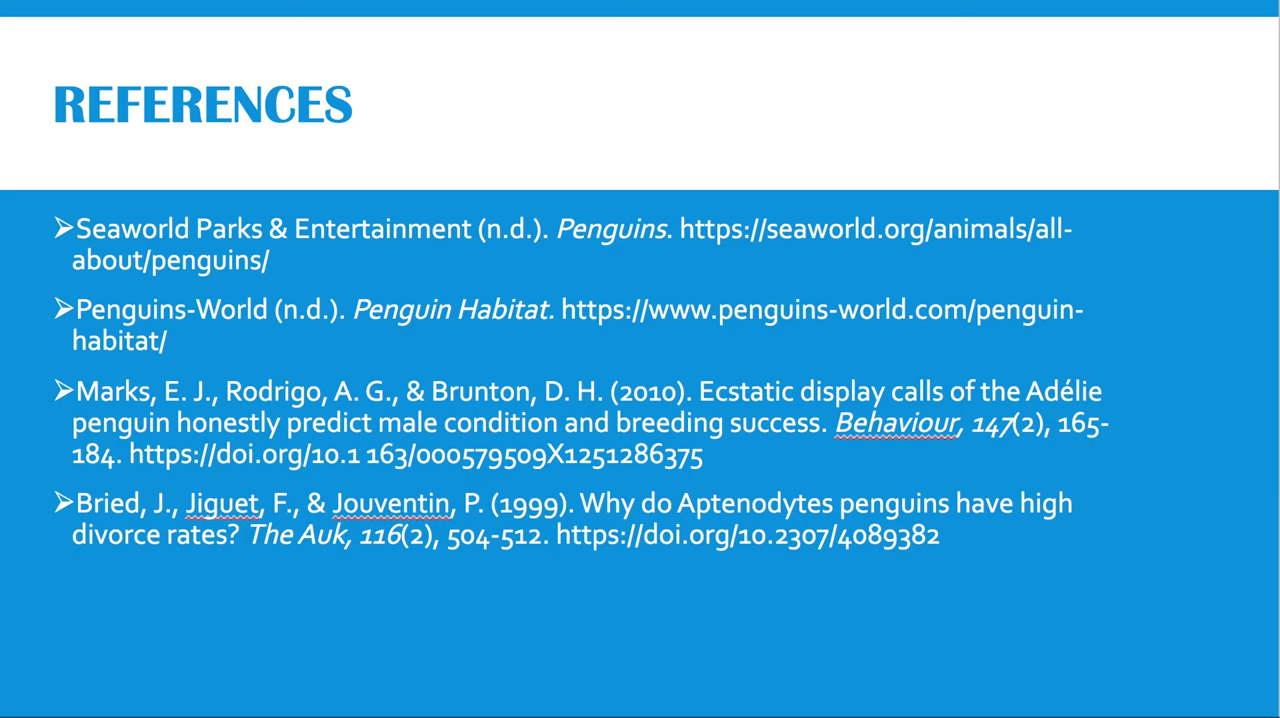 REFERENCES
➢Seaworld Parks & Entertainment (n.d.). Penguins. https://seaworld.org/animals/all-
about/penguins/
➢Penguins-World (n.d.). Penguin Habitat. https://www.penguins-world.com/penguin-
habitat/
➢Marks, E. J., Rodrigo, A. G., & Brunton, D. H. (2010). Ecstatic display calls of the Adélie
penguin honestly predict male condition and breeding success. Behaviour, 147(2), 165-
184. https://doi.org/10.1 163/000579509X1251286375
➢Bried, J., Jiguet, F., & Jouventin, P. (1999). Why do Aptenodytes penguins have high
divorce rates? The Auk, 116(2), 504-512. https://doi.org/10.2307/4089382